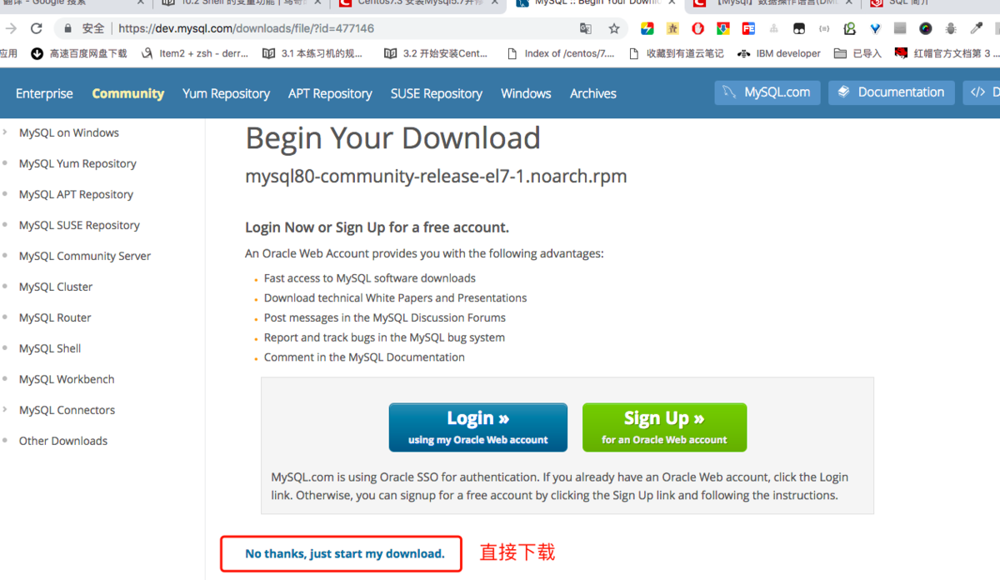 翻译 - Google 搜索
10.2 Shell 的变量功能 | 鸟哥
Centos7.3 安装Mysql5.7并修
MySQL :: Begin Your Downl
【Mysql】数据操作语言(DM
SQL 简介
安全 https://dev.mysql.com/downloads/file/?id=477146
应用 高速百度网盘下载 Item2 + zsh - derr... 3.1 本练习机的规... 3.2 开始安装Cent... Index of /centos/7.... 收藏到有道云笔记 IBM developer 已导入 红帽官方文档第 3 ...
Enterprise Community Yum Repository APT Repository SUSE Repository Windows Archives MySQL.com Documentation D
MySQL on Windows
MySQL Yum Repository
MySQL APT Repository
MySQL SUSE Repository
MySQL Community Server
MySQL Cluster
MySQL Router
MySQL Shell
MySQL Workbench
MySQL Connectors
Other Downloads
Begin Your Download
mysql80-community-release-el7-1.noarch.rpm
Login Now or Sign Up for a free account.
An Oracle Web Account provides you with the following advantages:
Fast access to MySQL software downloads
Download technical White Papers and Presentations
Post messages in the MySQL Discussion Forums
Report and track bugs in the MySQL bug system
Comment in the MySQL Documentation
Login »
using my Oracle Web account
Sign Up »
for an Oracle Web account
MySQL.com is using Oracle SSO for authentication. If you already have an Oracle Web account, click the Login
link. Otherwise, you can signup for a free account by clicking the Sign Up link and following the instructions.
No thanks, just start my download. 直接下载